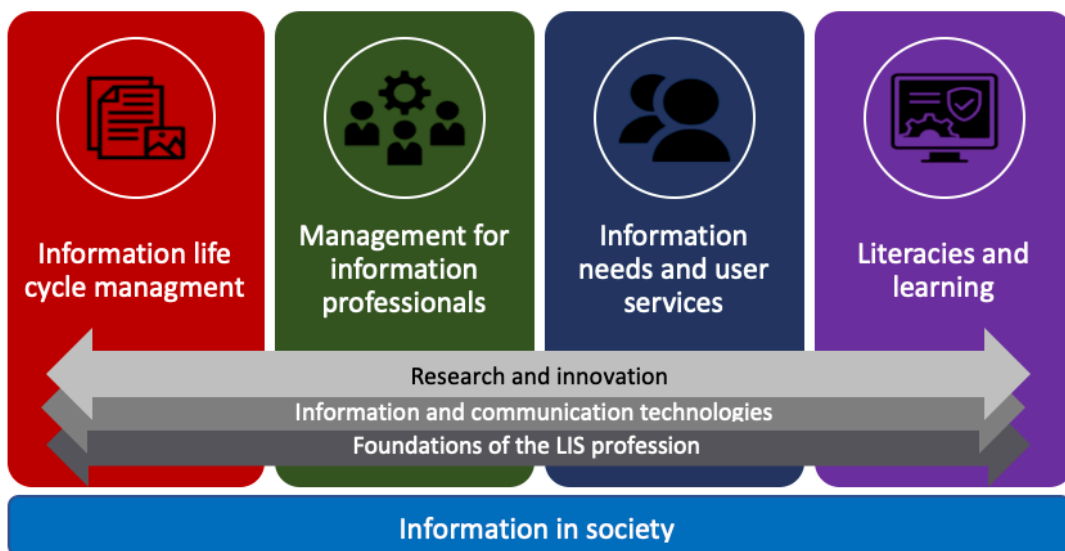 Information life
cycle managment
Management for
information
professionals
Information
needs and user
services
Literacies and
learning
Research and innovation
Information and communication technologies
Foundations of the LIS profession
Information in society